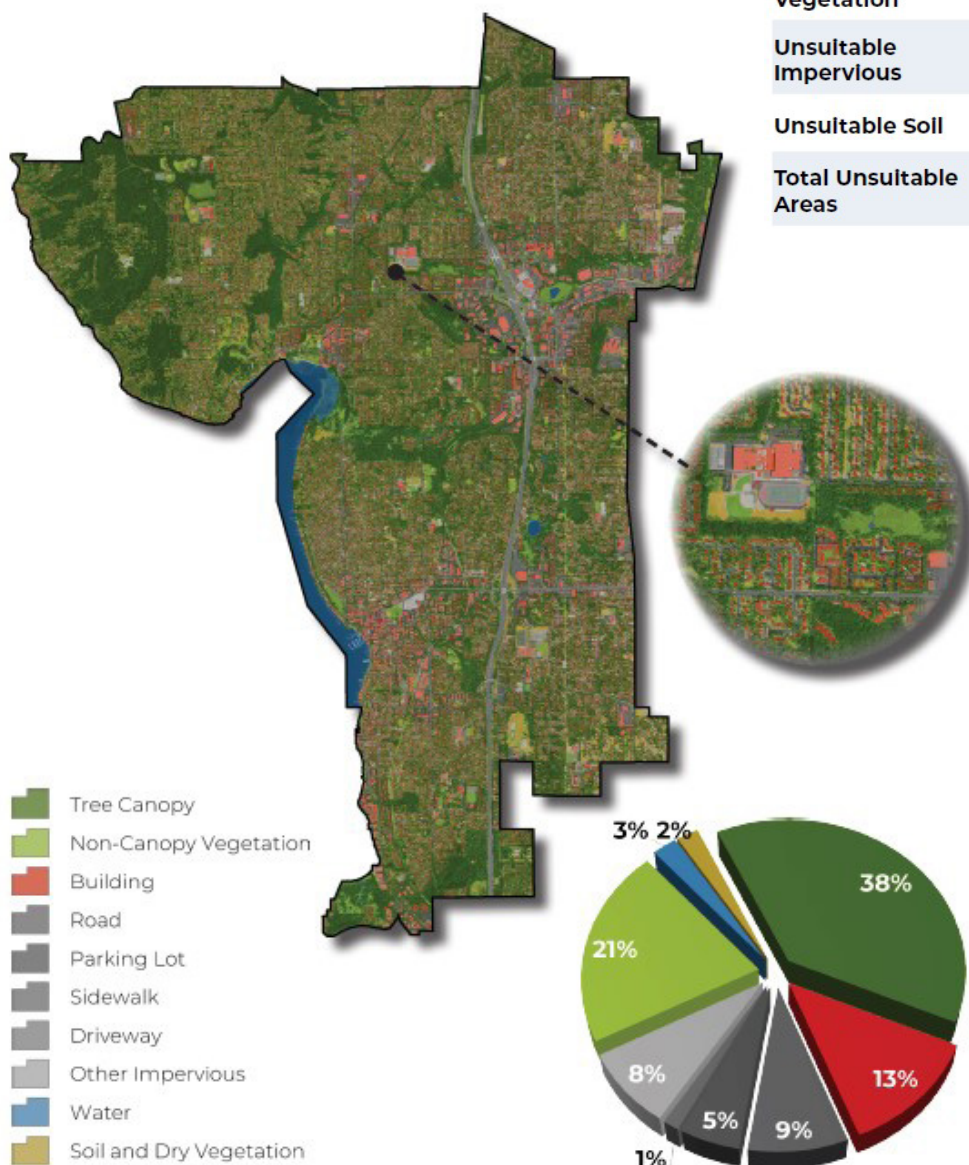 Vegetation
Unsuitable
Impervious
Unsuitable Soil
Total Unsuitable
Areas
Tree Canopy
Non-Canopy Vegetation
Building
Road
Parking Lot
Sidewalk
Driveway
Other Impervious
Water
Soil and Dry Vegetation
3% 2%
38%
21%
13%
8%
5%
9%
1%